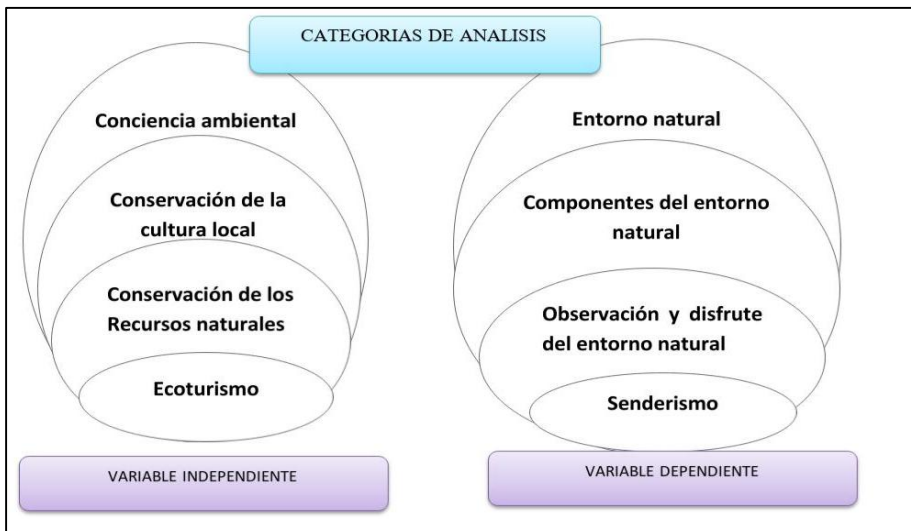 CATEGORIAS DE ANALISIS
Conciencia ambiental
Conservación de la
cultura local
Conservación de los
Recursos naturales
Ecoturismo
VARIABLE INDEPENDIENTE
Entorno natural
Componentes del entorno
natural
Observación y disfrute
del entorno natural
Senderismo
VARIABLE DEPENDIENTE